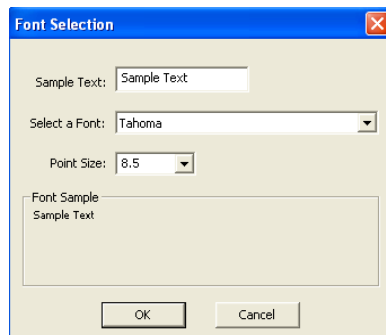 Font Selection
Sample Text: Sample Text
Select a Font: Tahoma
Point Size: 8.5
Font Sample
Sample Text
OK Cancel